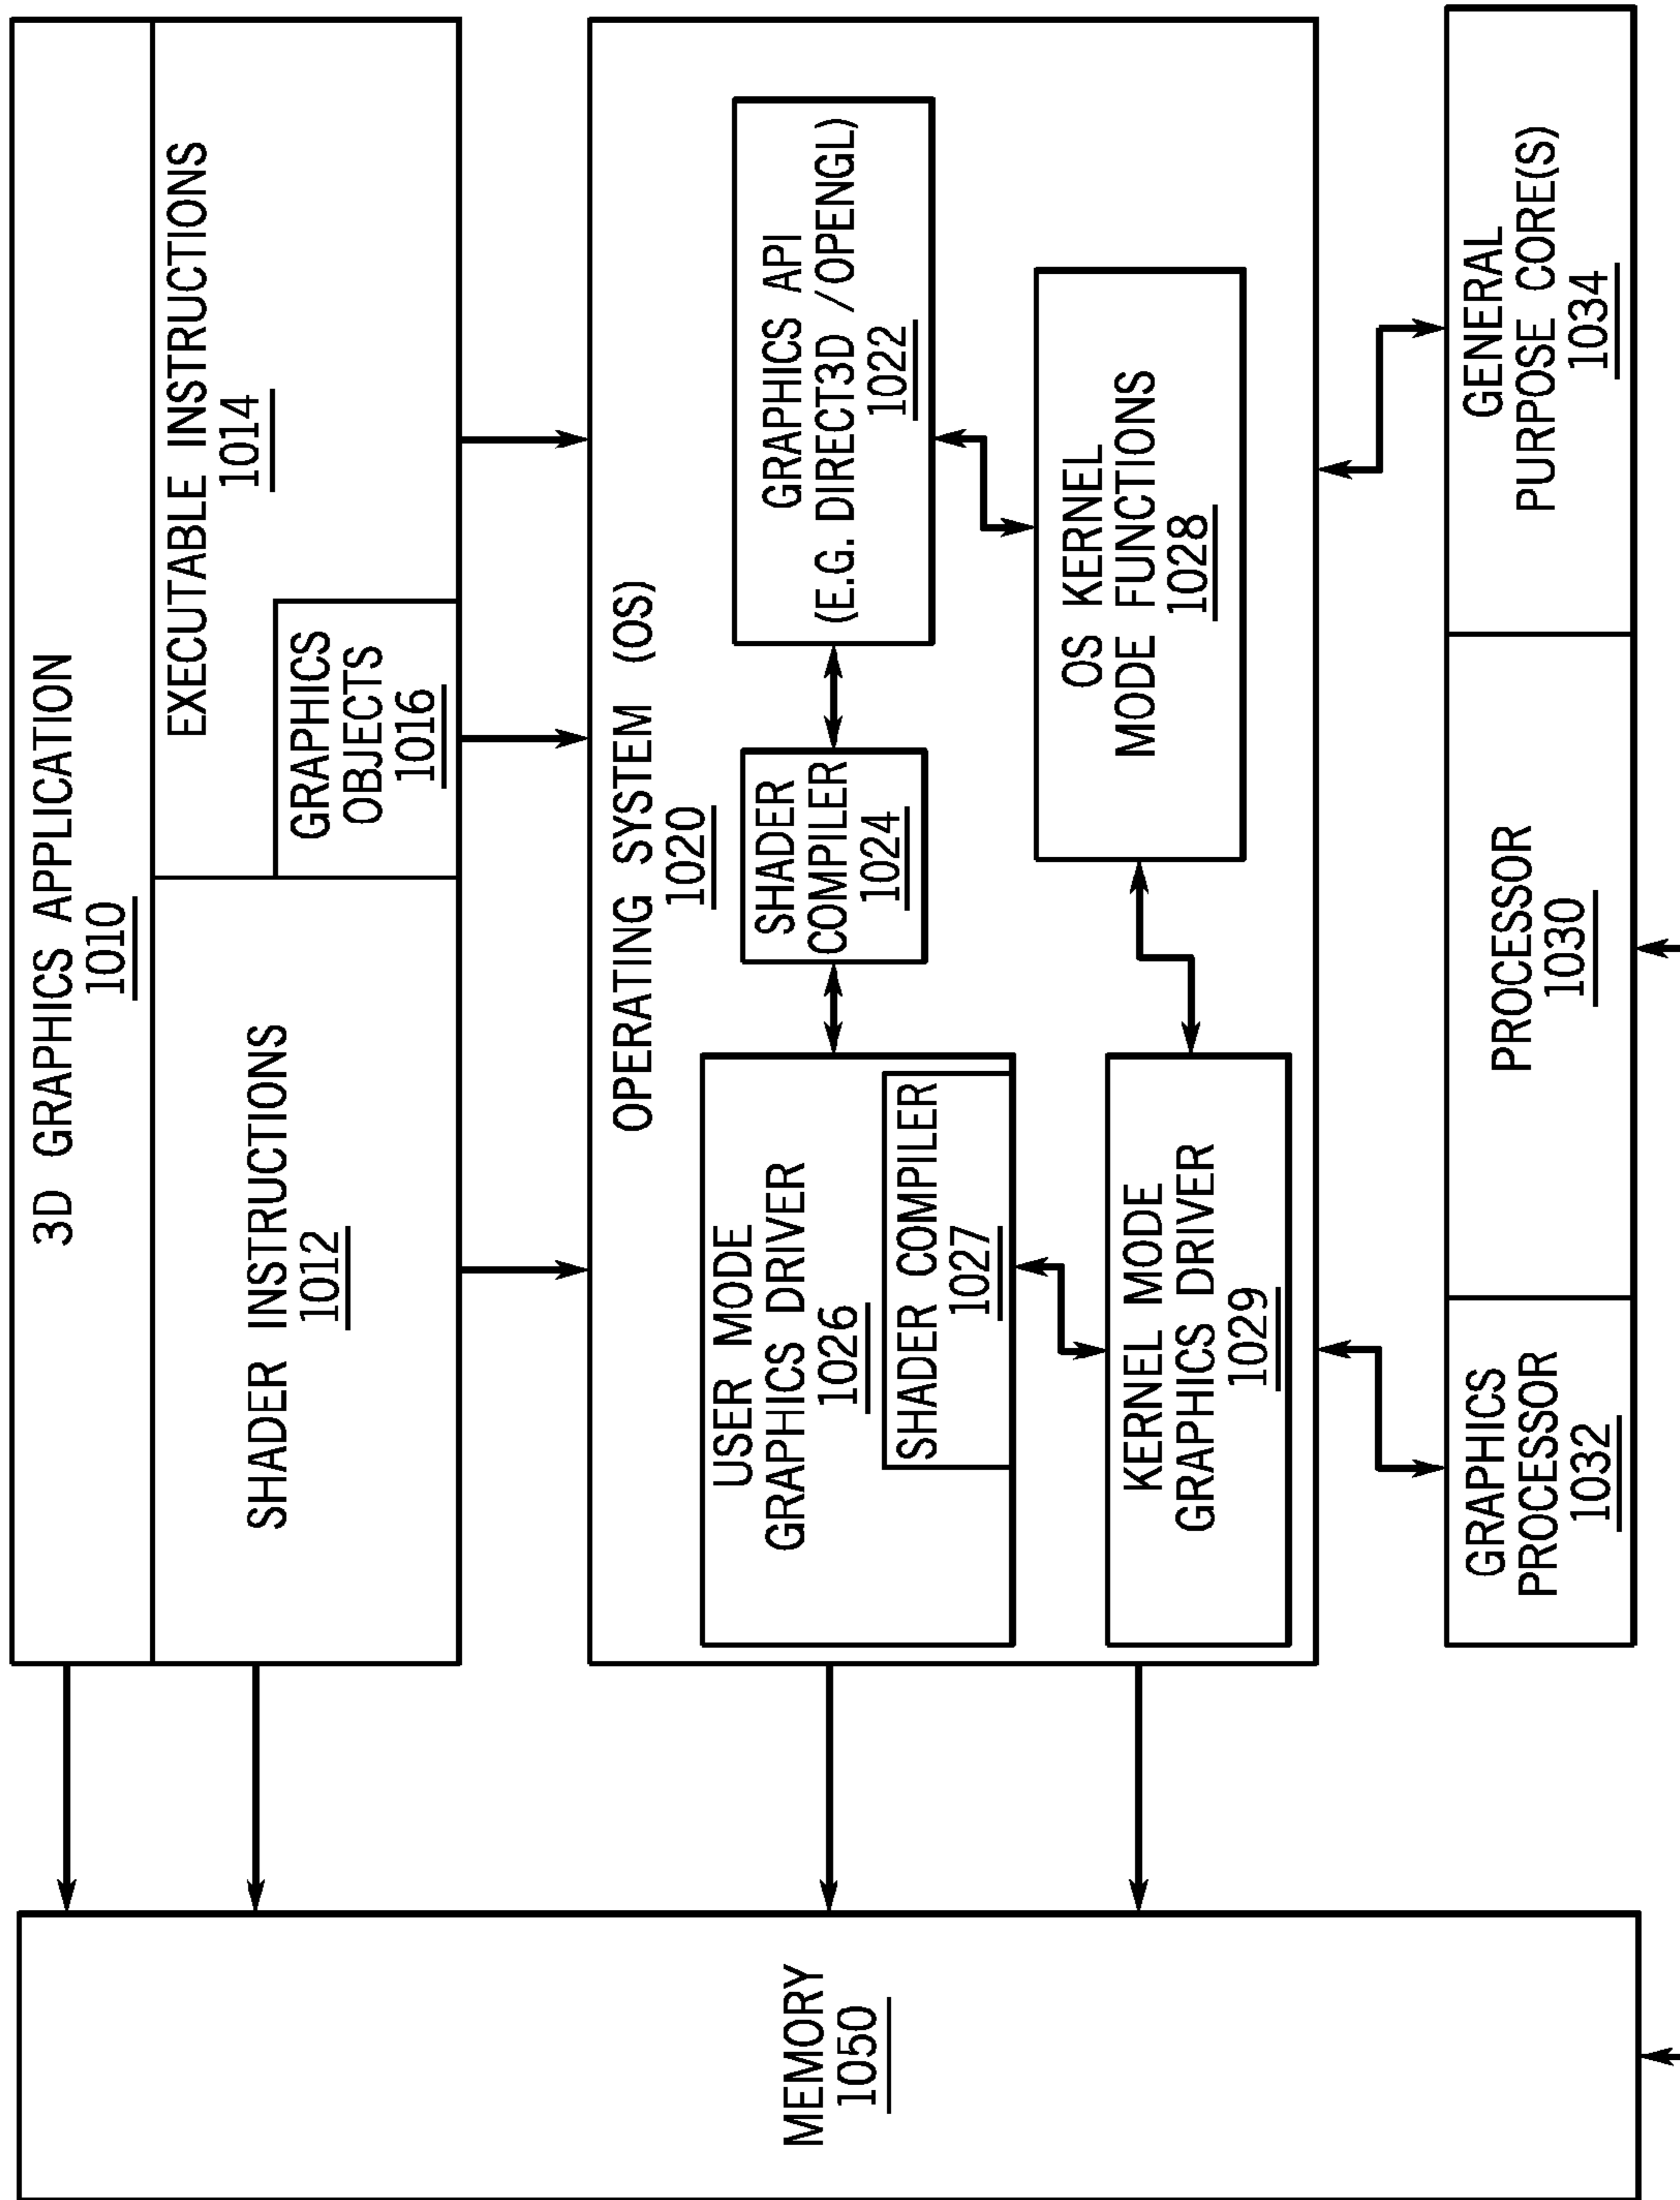 3D GRAPHICS APPLICATION
1010
SHADER INSTRUCTIONS
1012
EXECUTABLE INSTRUCTIONS
1014
GRAPHICS
OBJECTS
1016
OPERATING SYSTEM (OS)
1020
USER MODE
GRAPHICS DRIVER
1026
SHADER COMPILER
1027
SHADER
COMPILER
1024
GRAPHICS API
(E.G. DIRECT3D /OPENGL)
1022
KERNEL MODE
GRAPHICS DRIVER
1029
OS KERNEL
MODE FUNCTIONS
1028
GRAPHICS
PROCESSOR
1032
PROCESSOR
1030
GENERAL
PURPOSE CORE(S)
1034
MEMORY
1050